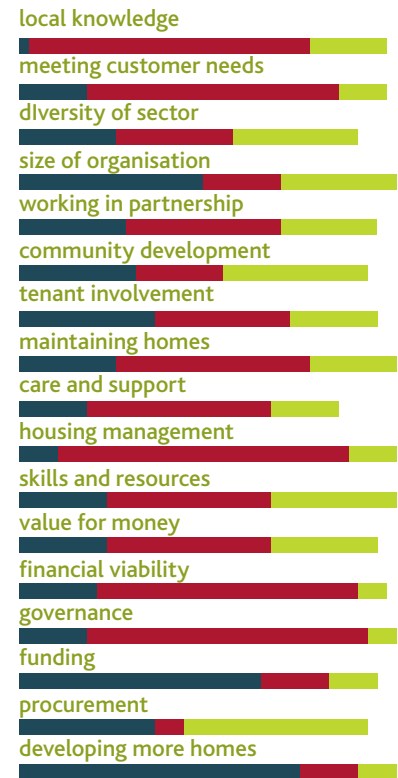 local knowledge
meeting customer needs
dIversity of sector
size of organisation
working in partnership
community development
tenant involvement
maintaining homes
care and support
housing management
skills and resources
value for money
financial viability
governance
funding
procurement
developing more homes